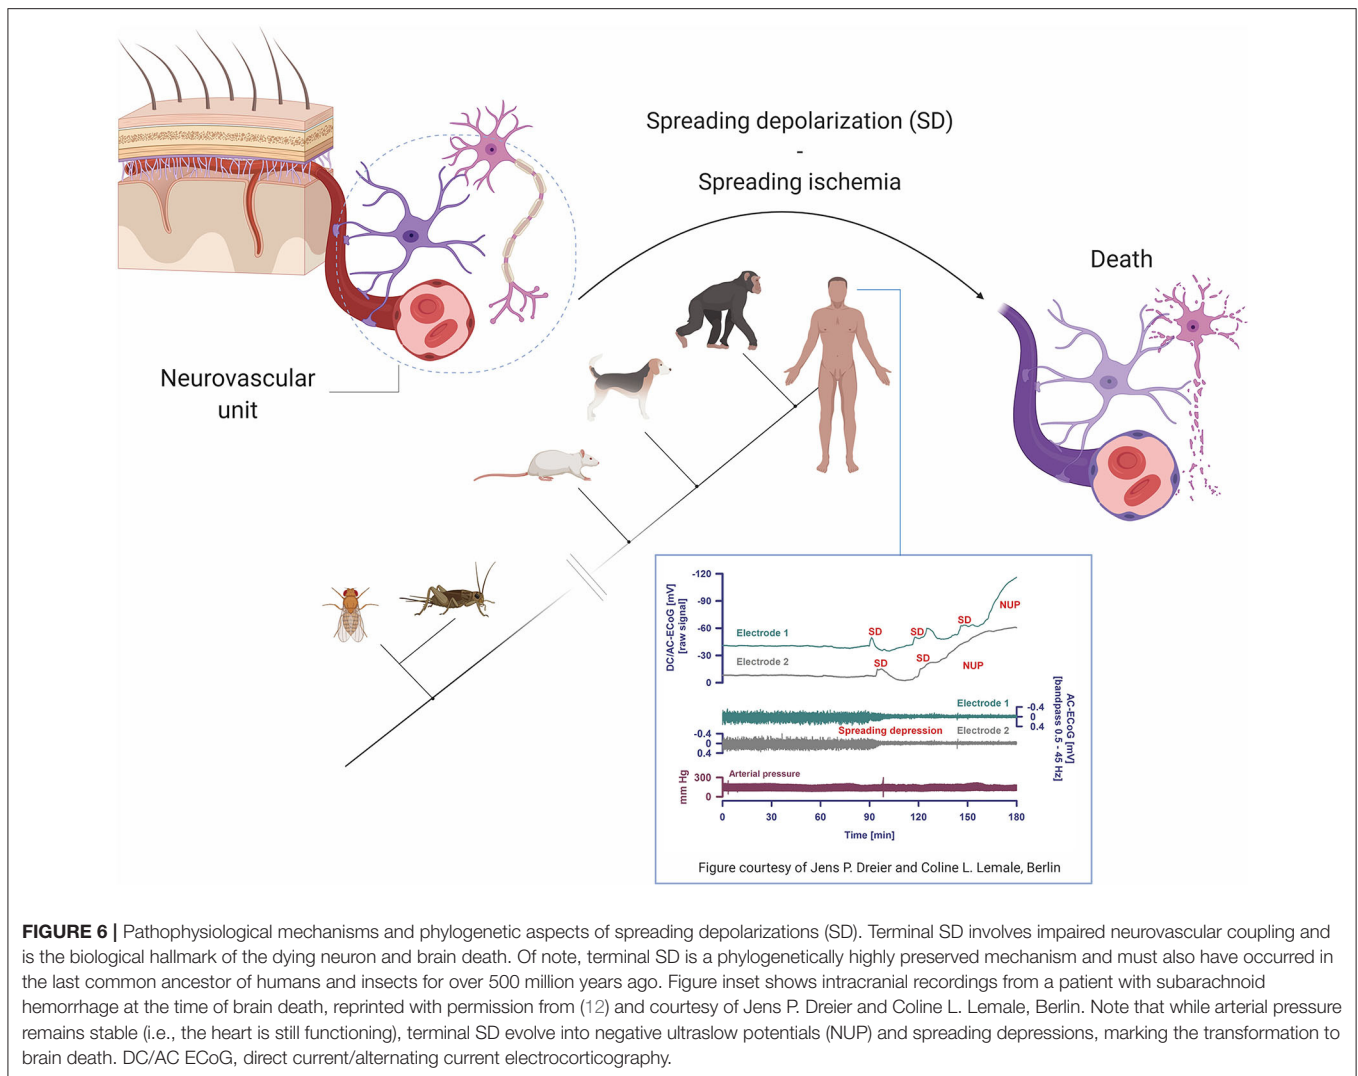 Spreading depolarization (SD)
-
Spreading ischemia
Death
Neurovascular
unit
DC/AC-ECoG [mV]
[raw signal]
-120
-90
-60
-30
0
Electrode 1
Electrode 2
SD
SD
SD
NUP
SD
SD
NUP
Electrode 1
-0.4
0
0.4
AC-ECoG [mV]
[bandpass 0.5 - 45 Hz]
-0.4
0
0.4
Spreading depression
Electrode 2
mm Hg
300
0
Arterial pressure
0 30 60 90 120 150 180
Time [min]
Figure courtesy of Jens P. Dreier and Coline L. Lemale, Berlin
FIGURE 6 | Pathophysiological mechanisms and phylogenetic aspects of spreading depolarizations (SD). Terminal SD involves impaired neurovascular coupling and
is the biological hallmark of the dying neuron and brain death. Of note, terminal SD is a phylogenetically highly preserved mechanism and must also have occurred in
the last common ancestor of humans and insects for over 500 million years ago. Figure inset shows intracranial recordings from a patient with subarachnoid
hemorrhage at the time of brain death, reprinted with permission from (12) and courtesy of Jens P. Dreier and Coline L. Lemale, Berlin. Note that while arterial pressure
remains stable (i.e., the heart is still functioning), terminal SD evolve into negative ultraslow potentials (NUP) and spreading depressions, marking the transformation to
brain death. DC/AC ECoG, direct current/alternating current electrocorticography.